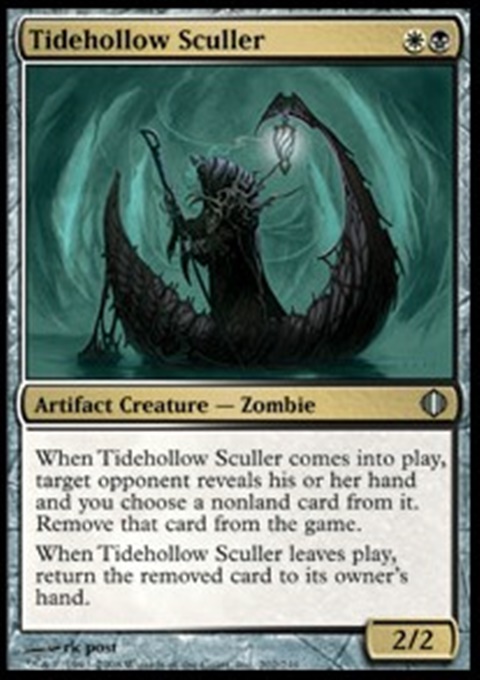 Tidehollow Sculler
Artifact Creature — Zombie
When Tidehollow Sculler comes into play,
target opponent reveals his or her hand
and you choose a nonland card from it.
Remove that card from the game.
When Tidehollow Sculler leaves play,
return the removed card to its owner's
hand.
rk post
2/2